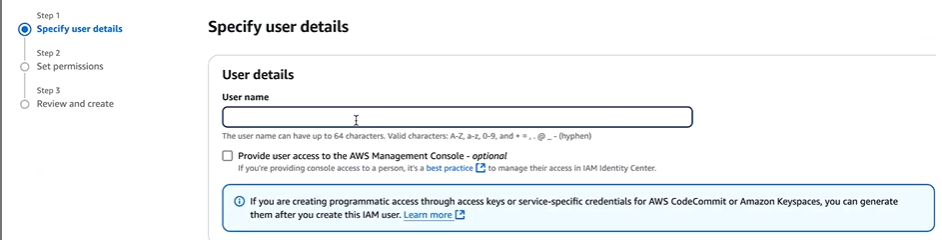 Step 1
Specify user details
Step 2
Set permissions
Step 3
Review and create
Specify user details
User details
User name
The user name can have up to 64 characters. Valid characters: A-Z, a-z, 0-9, and + = , . @ _ - (hyphen)
Provide user access to the AWS Management Console - optional
If you're providing console access to a person, it's a best practice to manage their access in IAM Identity Center.
If you are creating programmatic access through access keys or service-specific credentials for AWS CodeCommit or Amazon Keyspaces, you can generate
them after you create this IAM user. Learn more